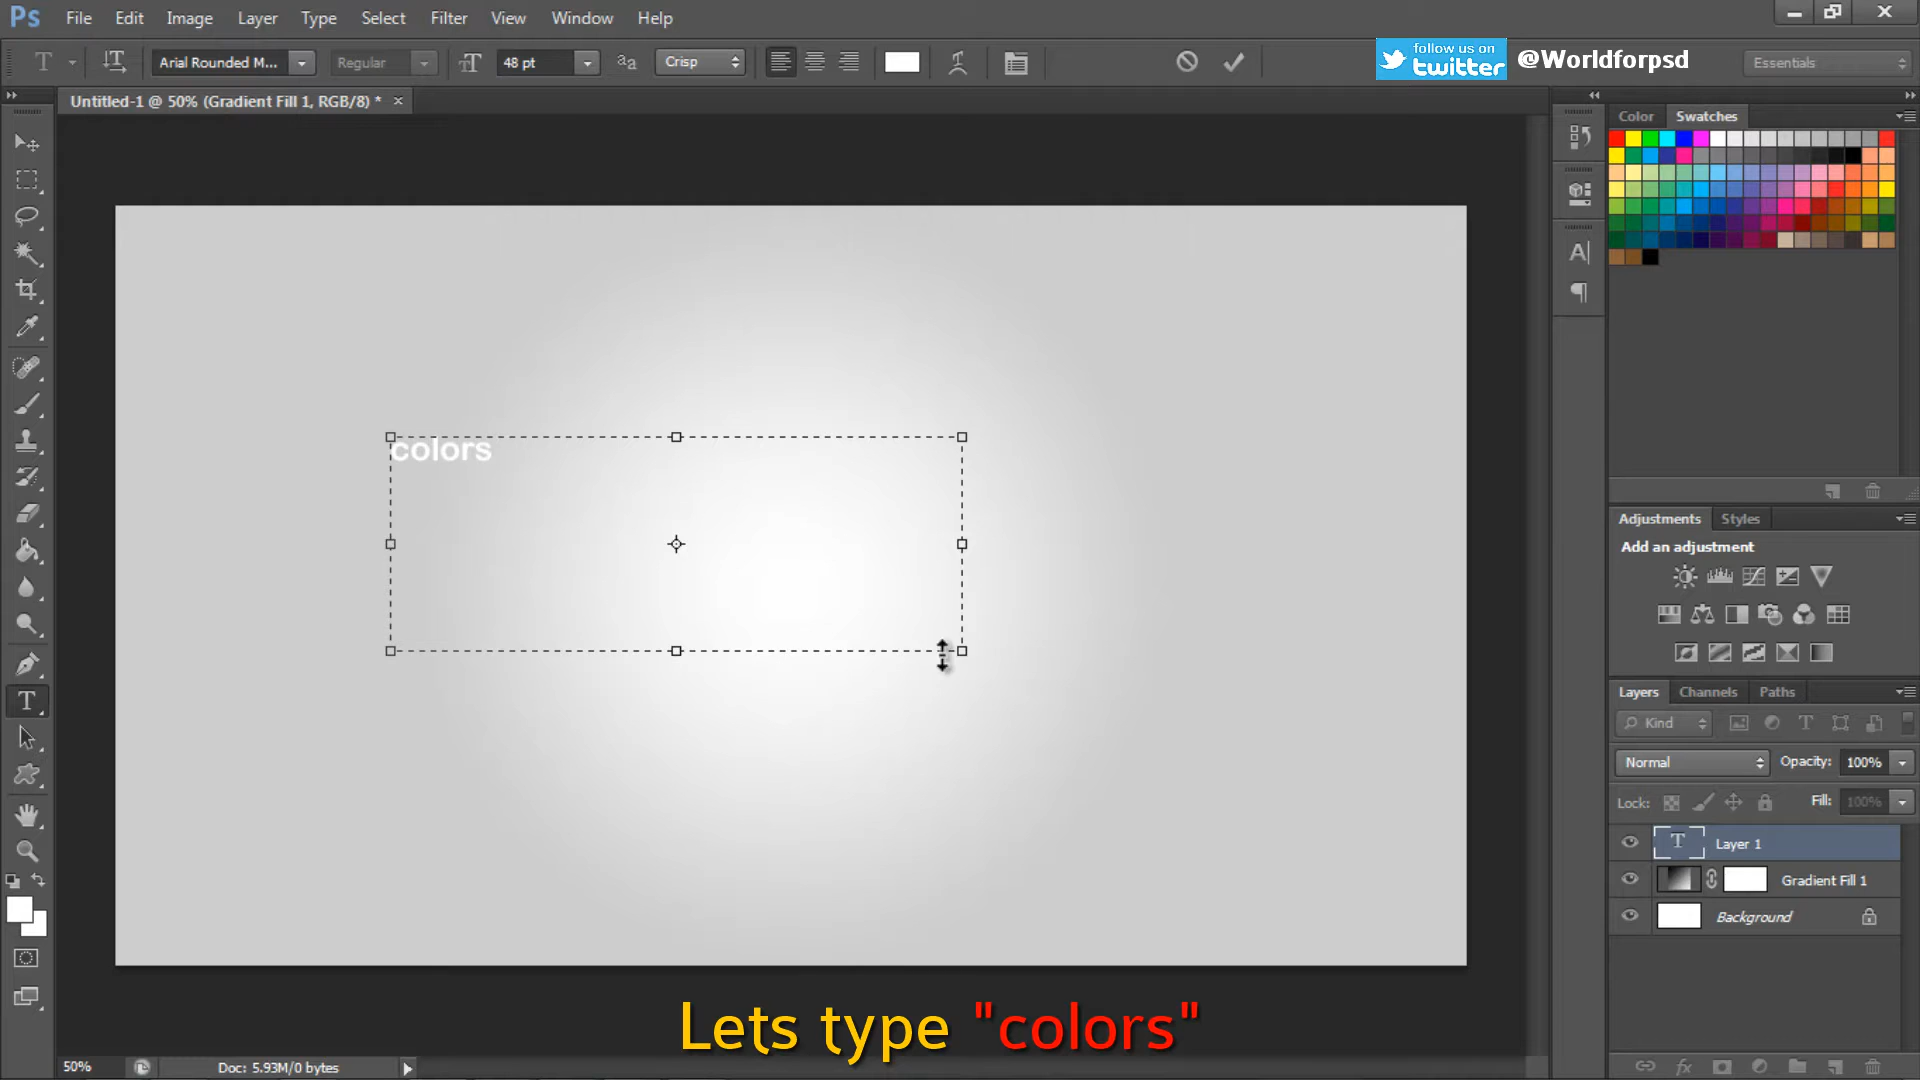 Ps File Edit Image Layer Type Select Filter View Window Help
T Arial Rounded M... Regular 48 pt aa Crisp follow us on twitter @Worldforpsd Essentials
Untitled-1 @ 50% (Gradient Fill 1, RGB/8) *
Color Swatches
colors
Adjustments Styles
Add an adjustment
Layers Channels Paths
Kind
Normal Opacity: 100%
Lock: Fill: 100%
Layer 1
Gradient Fill 1
Background
Lets type "colors"
50% Doc: 5.93M/0 bytes